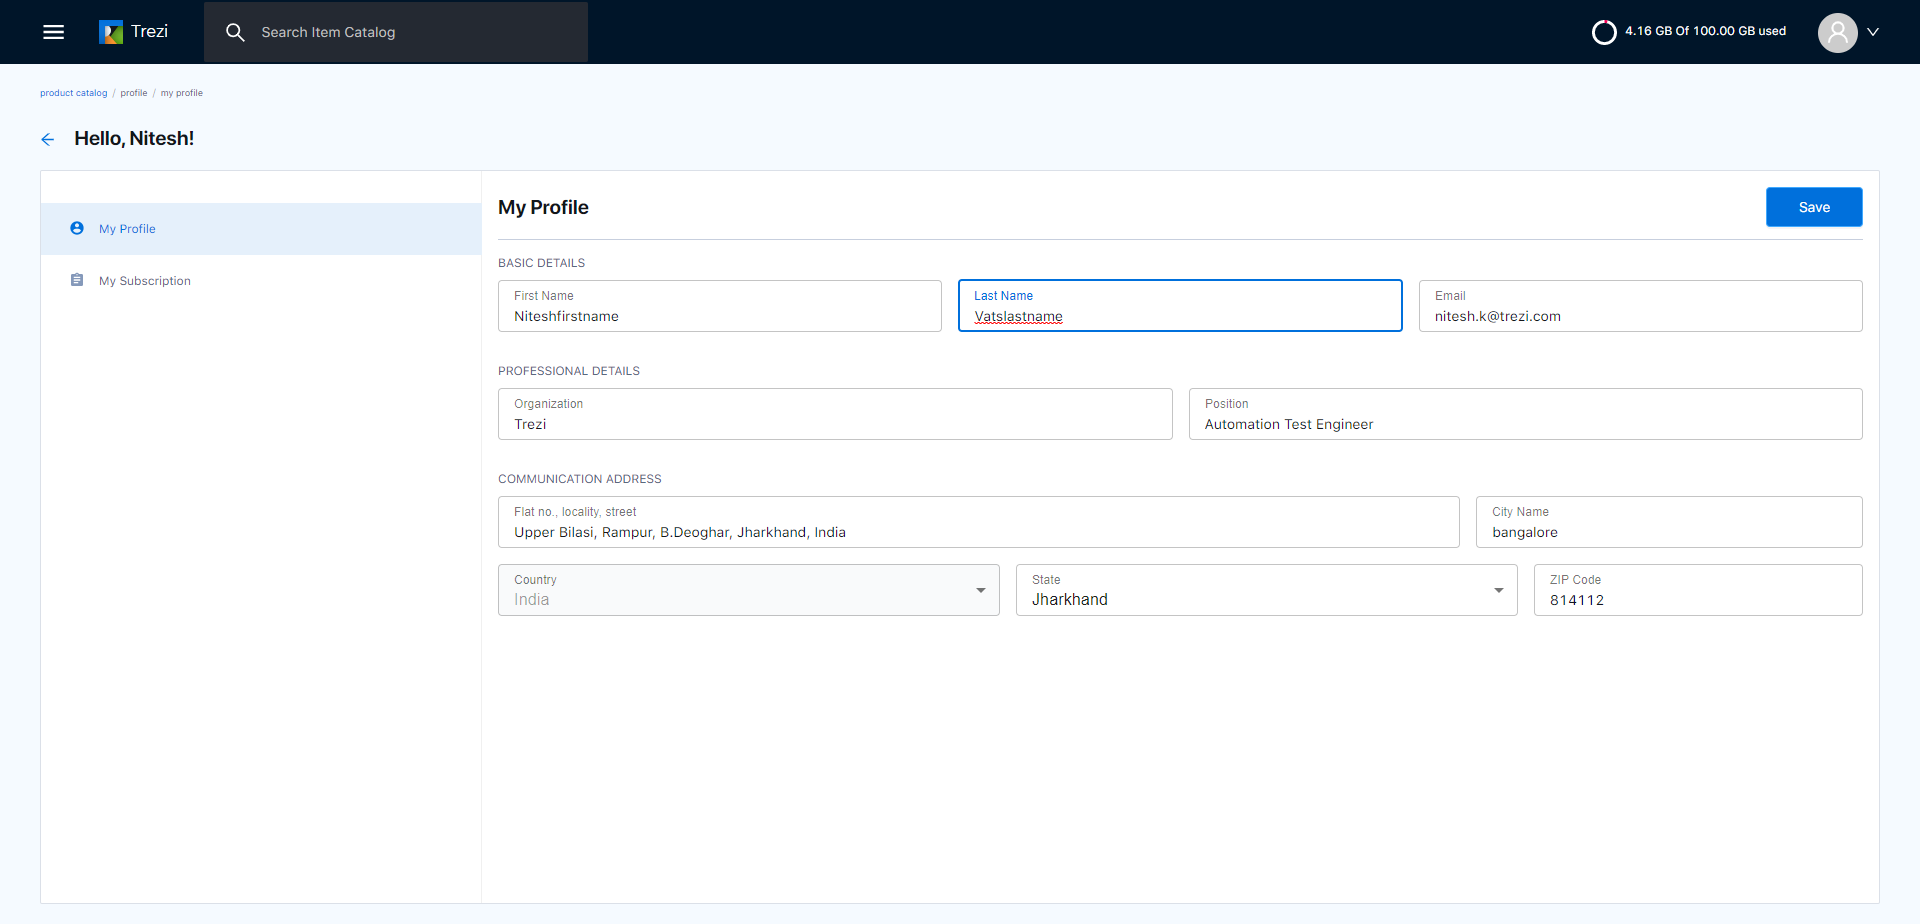 Trezi
Search Item Catalog
4.16 GB Of 100.00 GB used
product catalog / profile / my profile
Hello, Nitesh!
My Profile
My Subscription
My Profile
Save
BASIC DETAILS
First Name
Niteshfirstname
Last Name
Vatslastname
Email
nitesh.k@trezi.com
PROFESSIONAL DETAILS
Organization
Trezi
Position
Automation Test Engineer
COMMUNICATION ADDRESS
Flat no., locality, street
Upper Bilasi, Rampur, B.Deoghar, Jharkhand, India
City Name
bangalore
Country
India
State
Jharkhand
ZIP Code
814112